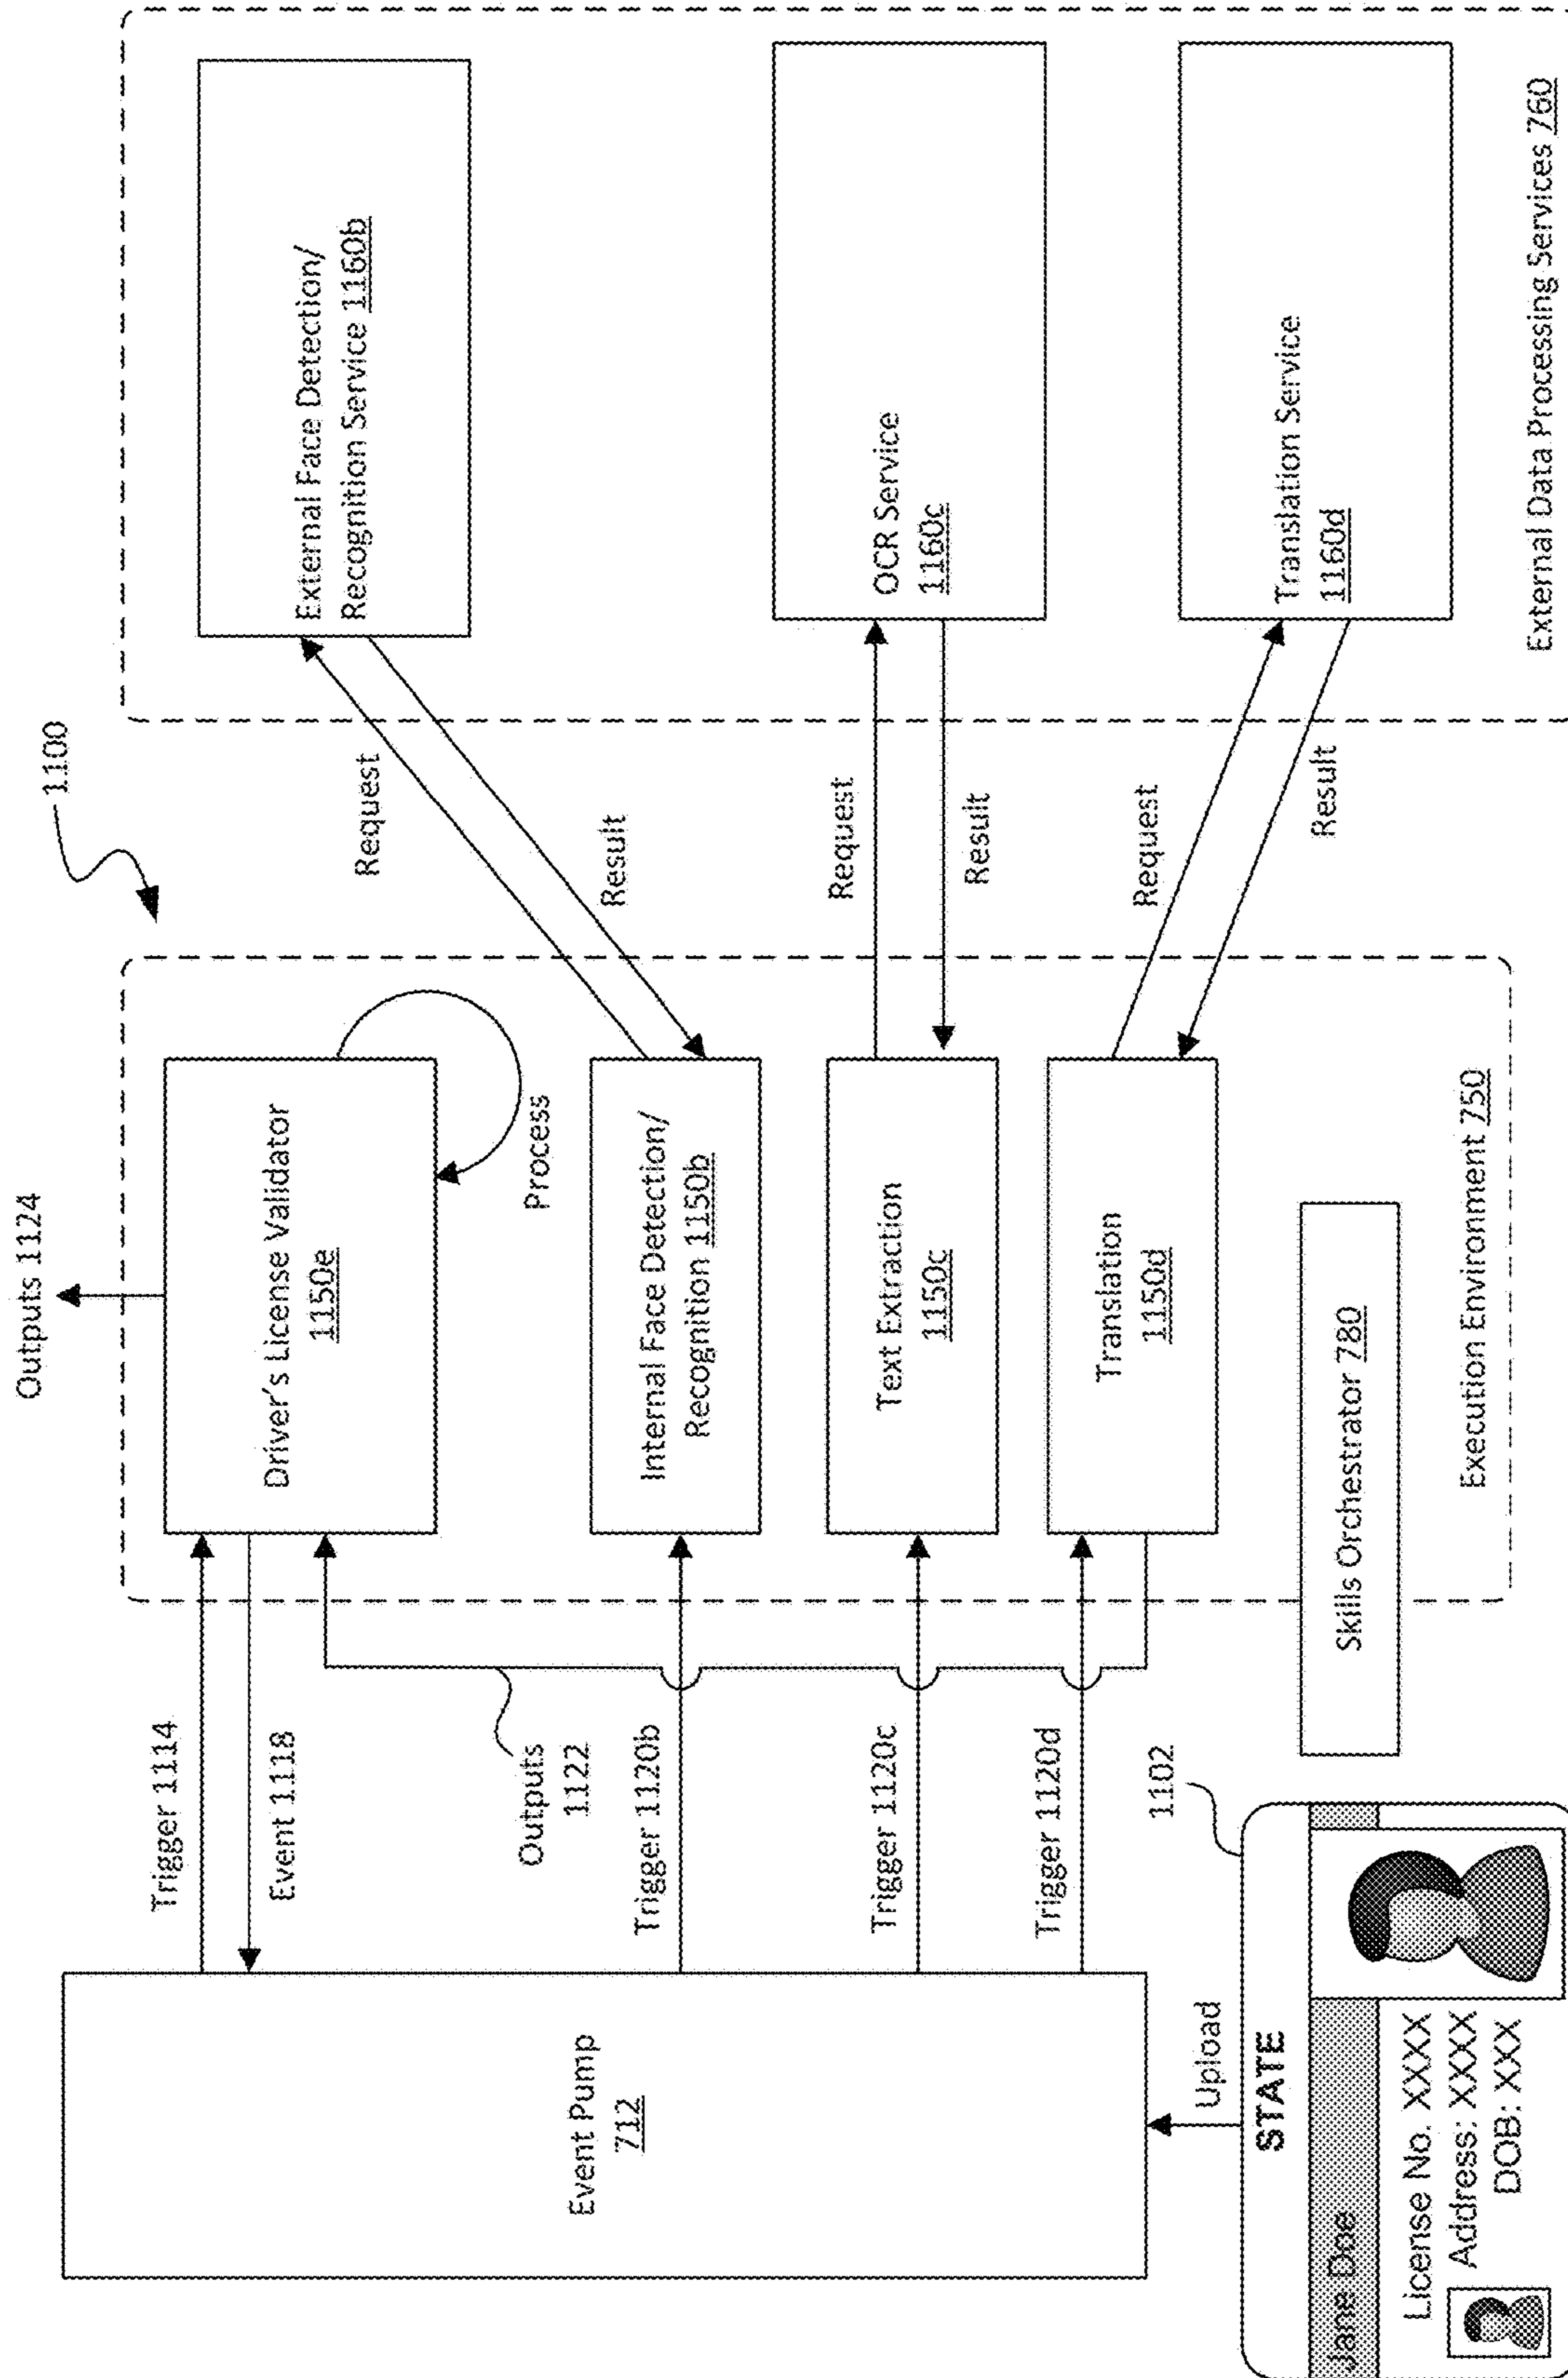 1100
Outputs 1124
Event Pump
712
Trigger 1114
Event 1118
Outputs
1122
Trigger 1120b
Trigger 1120c
Trigger 1120d
Driver's License Validator
1150e
Process
Internal Face Detection/
Recognition 1150b
Text Extraction
1150c
Translation
1150d
Skills Orchestrator 780
Execution Environment 750
Request
Result
Request
Result
Request
Result
External Face Detection/
Recognition Service 1160b
OCR Service
1160c
Translation Service
1160d
External Data Processing Services 760
Upload
1102
STATE
Jane Doe
License No. XXXX
Address: XXXX
DOB: XXX